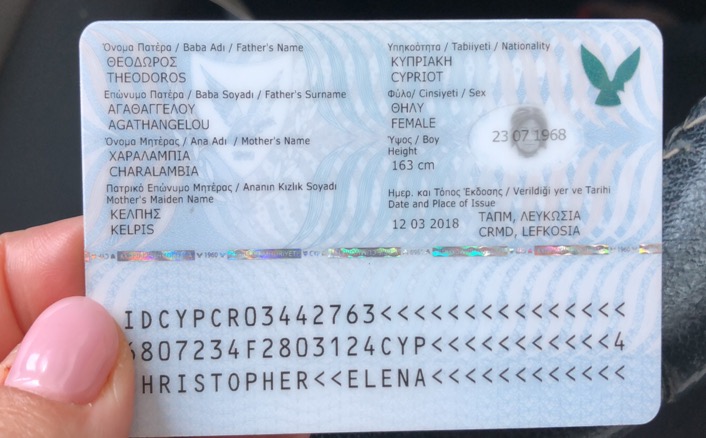 Όνομα Πατέρα / Baba Adı / Father's Name
ΘΕΟΔΩΡΟΣ
THEODOROS
Επώνυμο Πατέρα / Baba Soyadı / Father's Surname
ΑΓΑΘΑΓΓΕΛΟΥ
AGATHANGELOU
Όνομα Μητέρας / Ana Adı / Mother's Name
ΧΑΡΑΛΑΜΠΙΑ
CHARALAMBIA
Πατρικό Επώνυμο Μητέρας / Ananın Kızlık Soyadı
Mother's Maiden Name
ΚΕΛΠΗΣ
KELPIS
Υπηκοότητα / Tabiiyeti / Nationality
ΚΥΠΡΙΑΚΗ
CYPRIOT
Φύλο/ Cinsiyeti / Sex
ΘΗΛΥ
FEMALE
Ύψος / Boy
Height
163 cm
23 07 1968
Ημερ. και Τόπος Έκδοσης / Verildiği yer ve Tarihi
Date and Place of Issue
12 03 2018
ΤΑΠΜ, ΛΕΥΚΩΣΙΑ
CRMD, LEFKOSIA
IDCYPCR03442763<<<<<<<<<<<<<<<
6807234F2803124CYP<<<<<<<<<<<4
HRISTOPHER<<ELENA<<<<<<<<<<<<